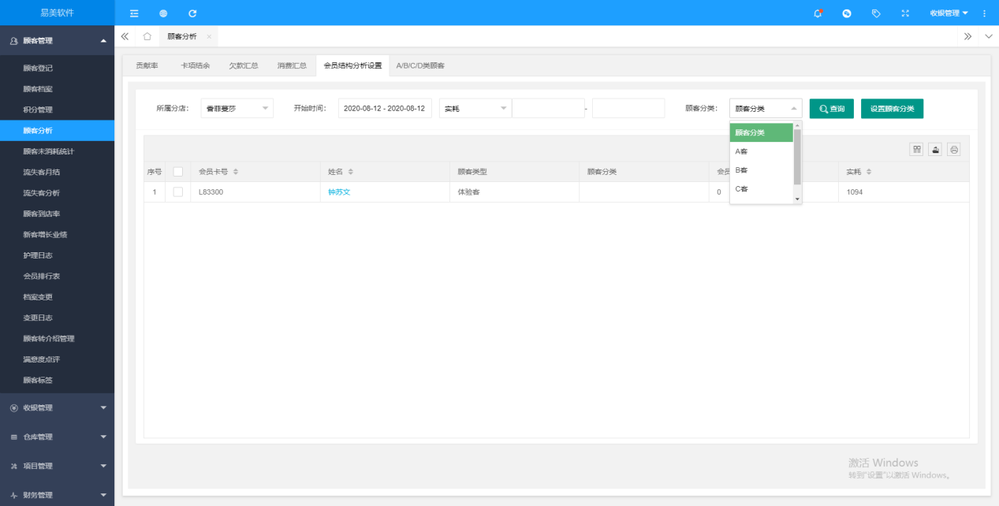 易美软件
收银管理
顾客管理
顾客分析
顾客登记
顾客档案
积分管理
顾客分析
顾客未消耗统计
流失客月结
流失客分析
顾客到店率
新客增长业绩
护理日志
会员排行表
档案变更
变更日志
顾客转介绍管理
满意度点评
顾客标签
收银管理
仓库管理
项目管理
财务管理
贡献率 卡项结余 欠款汇总 消费汇总 会员结构分析设置 A/B/C/D类顾客
所属分店: 香菲蔓莎 开始时间: 2020-08-12 - 2020-08-12 实耗 - 顾客分类: 顾客分类 查询 设置顾客分类
顾客分类
A客
B客
C客
序号 会员卡号 姓名 顾客类型 顾客分类 会员 实耗
1 L83300 钟苏文 体验客 0 1094
激活 Windows
转到"设置"以激活 Windows。